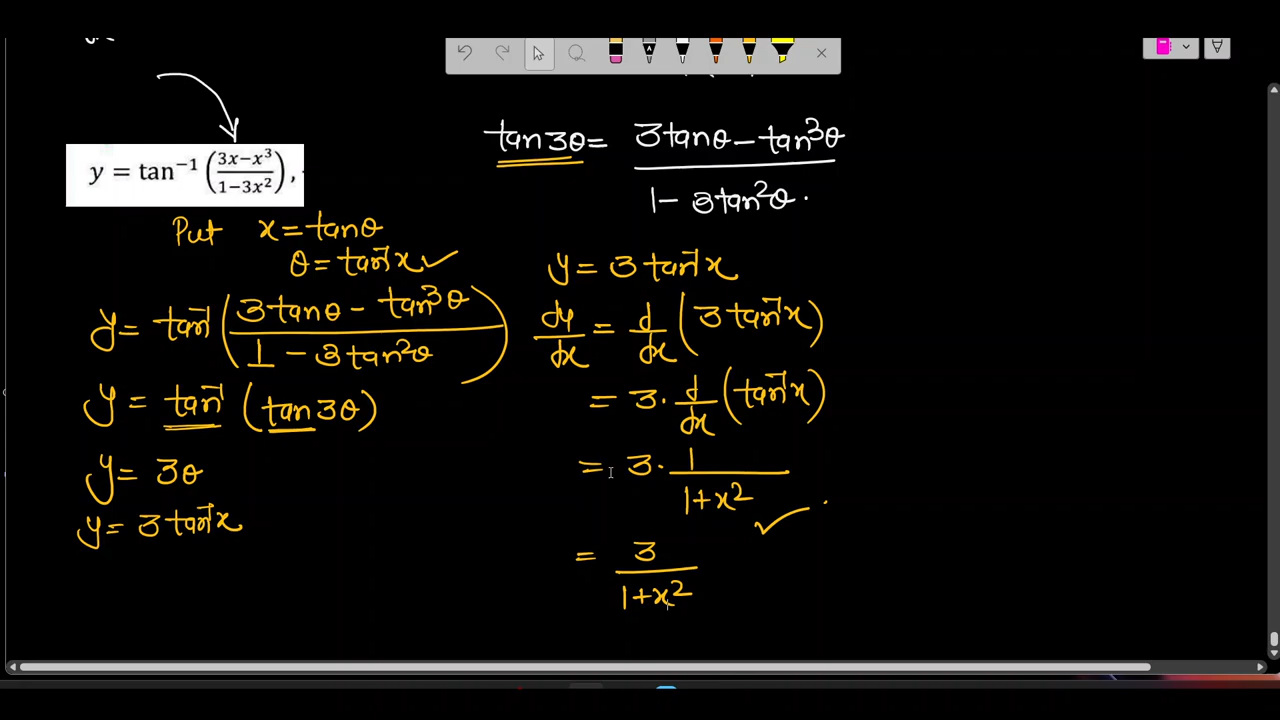 y = tan⁻¹ ((3x−x³)/(1−3x²)),
Put x = tanθ
θ = tan⁻¹x ✓
y = tan⁻¹ ((3tanθ − tan³θ)/(1 − 3tan²θ))
y = tan⁻¹ (tan3θ)
y = 3θ
y = 3tan⁻¹x
tan3θ = (3tanθ − tan³θ)/(1 − 3tan²θ) .
y = 3tan⁻¹x
dy/dx = d/dx (3tan⁻¹x)
= 3 · d/dx (tan⁻¹x)
= 3 · 1/(1+x²) ✓
= 3/(1+x²)